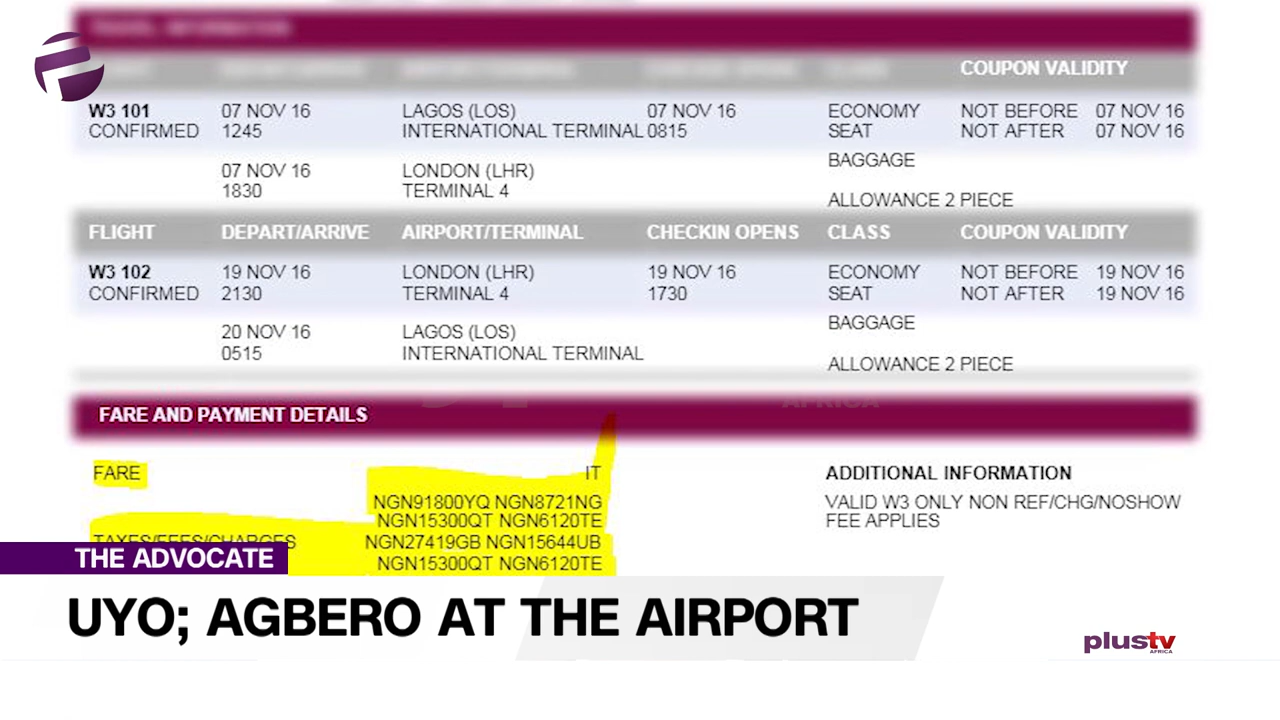 TRAVEL INFORMATION
COUPON VALIDITY
W3 101 07 NOV 16 LAGOS (LOS) 07 NOV 16 ECONOMY NOT BEFORE 07 NOV 16
CONFIRMED 1245 INTERNATIONAL TERMINAL 0815 SEAT NOT AFTER 07 NOV 16
BAGGAGE
07 NOV 16 LONDON (LHR)
1830 TERMINAL 4
ALLOWANCE 2 PIECE
FLIGHT DEPART/ARRIVE AIRPORT/TERMINAL CHECKIN OPENS CLASS COUPON VALIDITY
W3 102 19 NOV 16 LONDON (LHR) 19 NOV 16 ECONOMY NOT BEFORE 19 NOV 16
CONFIRMED 2130 TERMINAL 4 1730 SEAT NOT AFTER 19 NOV 16
BAGGAGE
20 NOV 16 LAGOS (LOS)
0515 INTERNATIONAL TERMINAL
ALLOWANCE 2 PIECE
AFRICA
FARE AND PAYMENT DETAILS
FARE IT ADDITIONAL INFORMATION
NGN91800YQ NGN8721NG VALID W3 ONLY NON REF/CHG/NOSHOW
NGN15300QT NGN6120TE FEE APPLIES
TAXES/FEES/CHARGES NGN27419GB NGN15644UB
NGN15300QT NGN6120TE
THE ADVOCATE
UYO; AGBERO AT THE AIRPORT
plustv
AFRICA